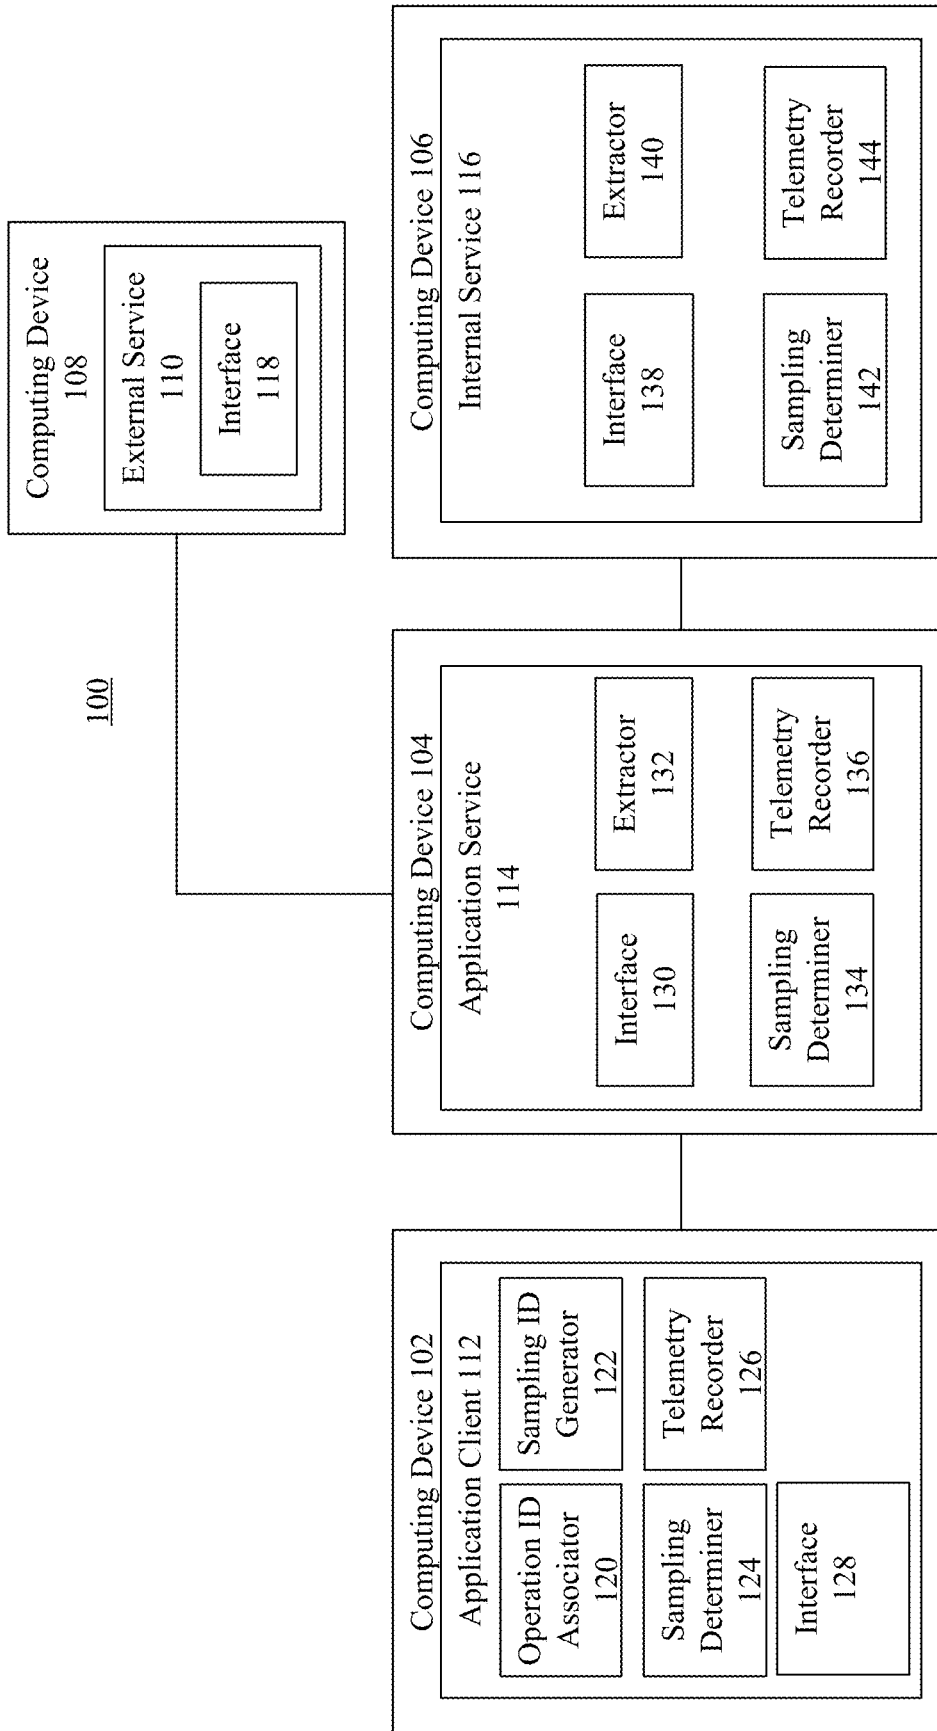 100
Computing Device
108
External Service
110
Interface
118
Computing Device 102
Application Client 112
Operation ID
Associator
120
Sampling ID
Generator
122
Sampling
Determiner
124
Telemetry
Recorder
126
Interface
128
Computing Device 104
Application Service
114
Interface
130
Extractor
132
Sampling
Determiner
134
Telemetry
Recorder
136
Computing Device 106
Internal Service 116
Interface
138
Extractor
140
Sampling
Determiner
142
Telemetry
Recorder
144